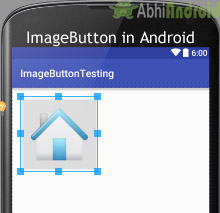 AbhiAndroid
ImageButton in Android
6:00
ImageButtonTesting